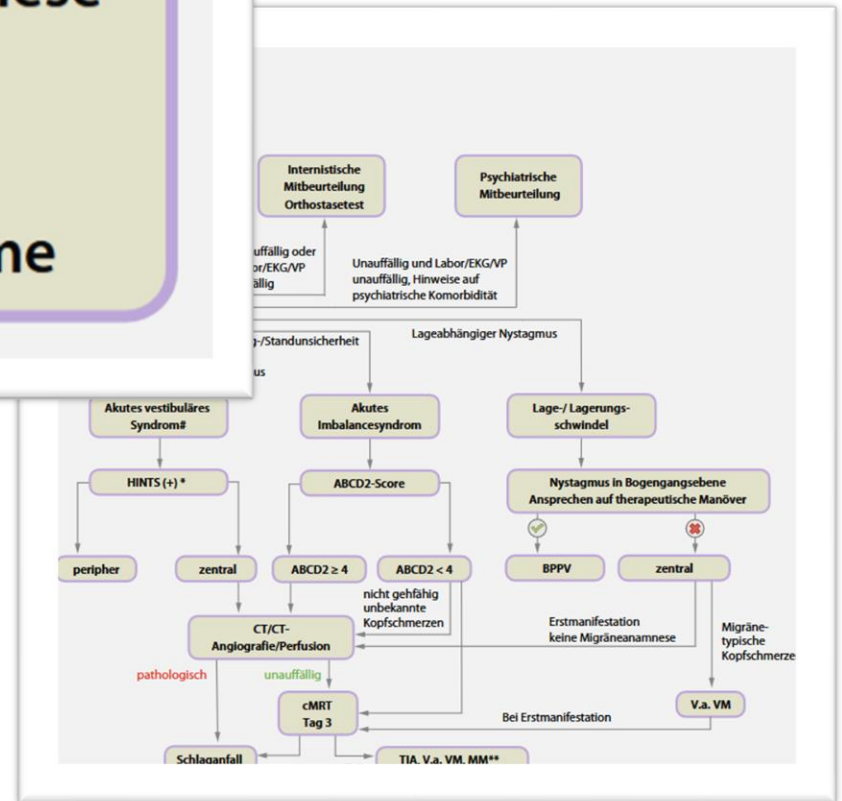 Internistische
Mitbeurteilung
Orthostasetest
Psychiatrische
Mitbeurteilung
uffällig oder
or/EKG/VP
ällig
Unauffällig und Labor/EKG/VP
unauffällig, Hinweise auf
psychiatrische Komorbidität
g-/Standunsicherheit
us
Lageabhängiger Nystagmus
Akutes vestibuläres
Syndrom#
Akutes
Imbalancesyndrom
Lage-/ Lagerungs-
schwindel
HINTS (+) *
ABCD2-Score
Nystagmus in Bogengangsebene
Ansprechen auf therapeutische Manöver
peripher
zentral
ABCD2 ≥ 4
ABCD2 < 4
BPPV
zentral
nicht gehfähig
unbekannte
Kopfschmerzen
CT/CT-
Angiografie/Perfusion
Erstmanifestation
keine Migräneanamnese
Migräne-
typische
Kopfschmerze
pathologisch
unauffällig
cMRT
Tag 3
V.a. VM
Bei Erstmanifestation
Schlaganfall
TIA, V.a. VM, MM**